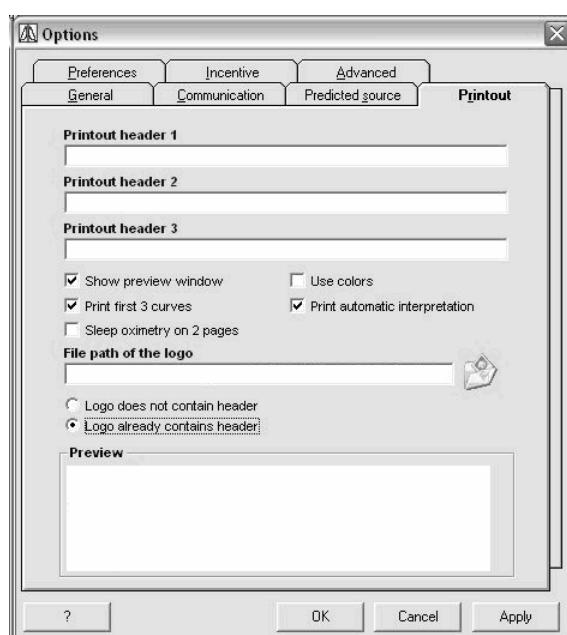 Options
Preferences Incentive Advanced
General Communication Predicted source Printout
Printout header 1
Printout header 2
Printout header 3
Show preview window Use colors
Print first 3 curves Print automatic interpretation
Sleep oximetry on 2 pages
File path of the logo
Logo does not contain header
Logo already contains header
Preview
? OK Cancel Apply